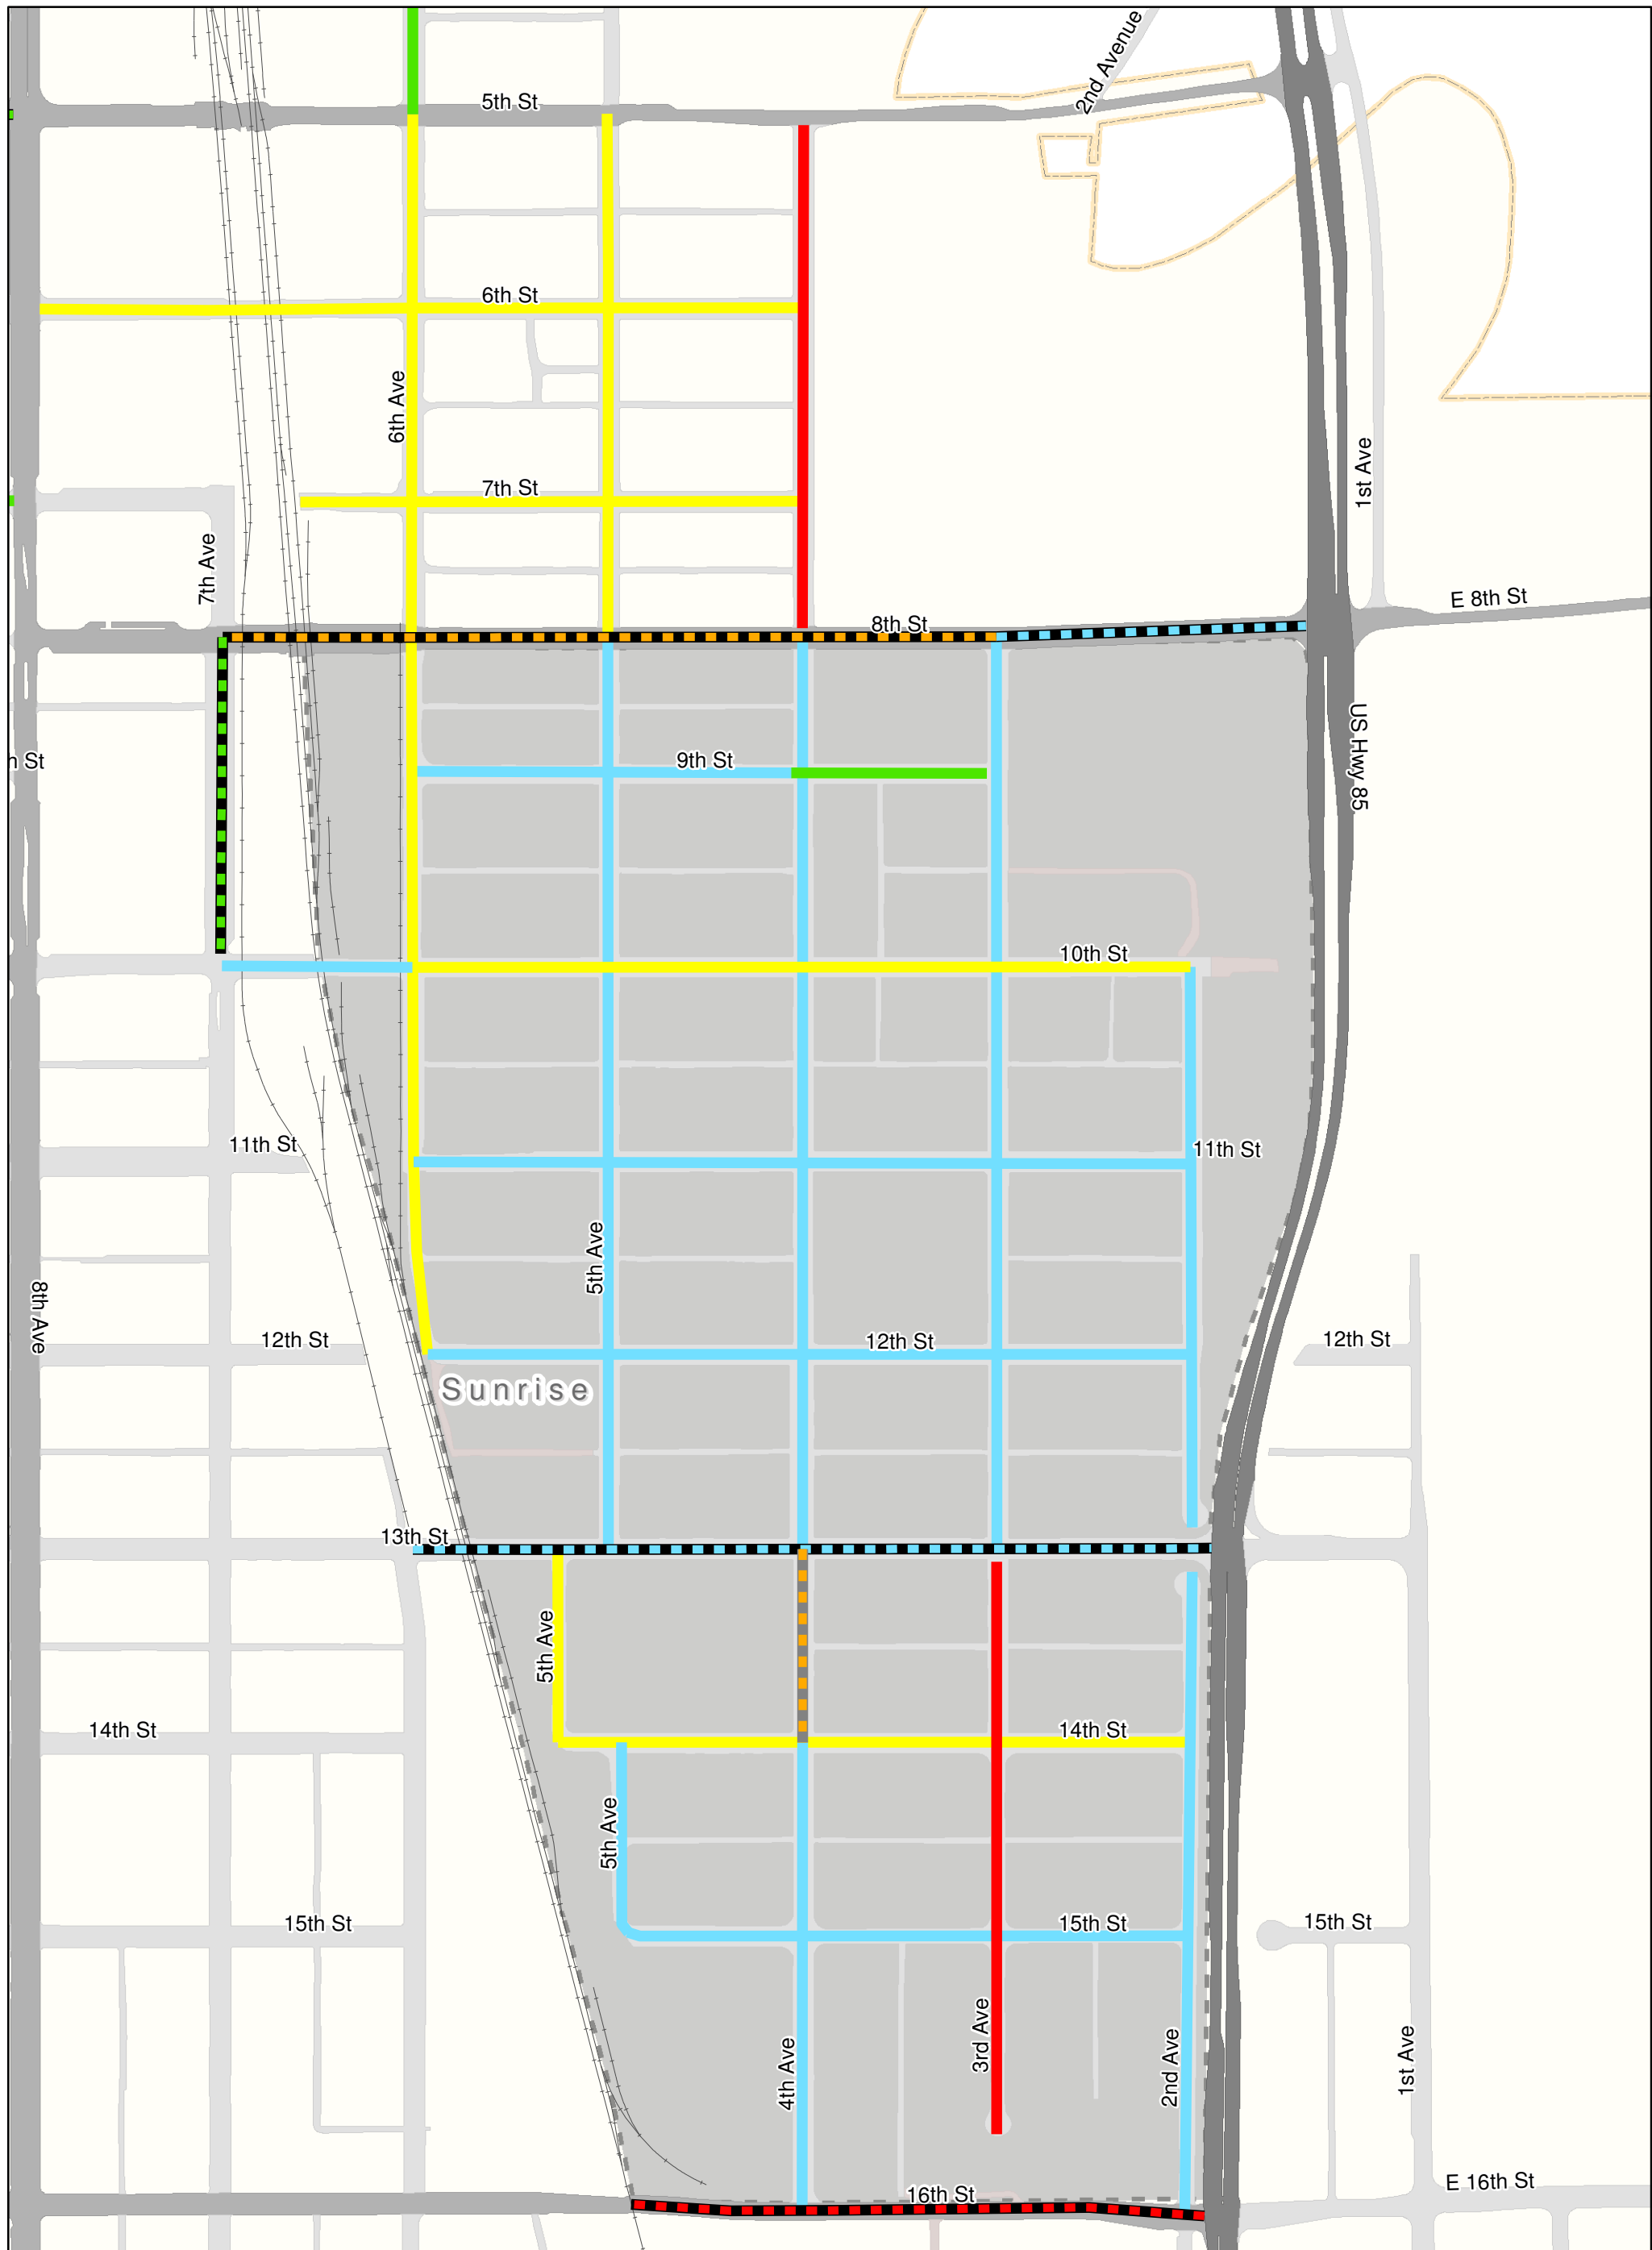 2nd Avenue
5th St
6th St
6th Ave
1st Ave
7th St
7th Ave
E 8th St
8th St
US Hwy 85
9th St
h St
10th St
11th St
11th St
5th Ave
8th Ave
12th St
12th St
12th St
Sunrise
13th St
5th Ave
14th St
14th St
5th Ave
15th St
15th St
15th St
3rd Ave
4th Ave
2nd Ave
1st Ave
E 16th St
16th St